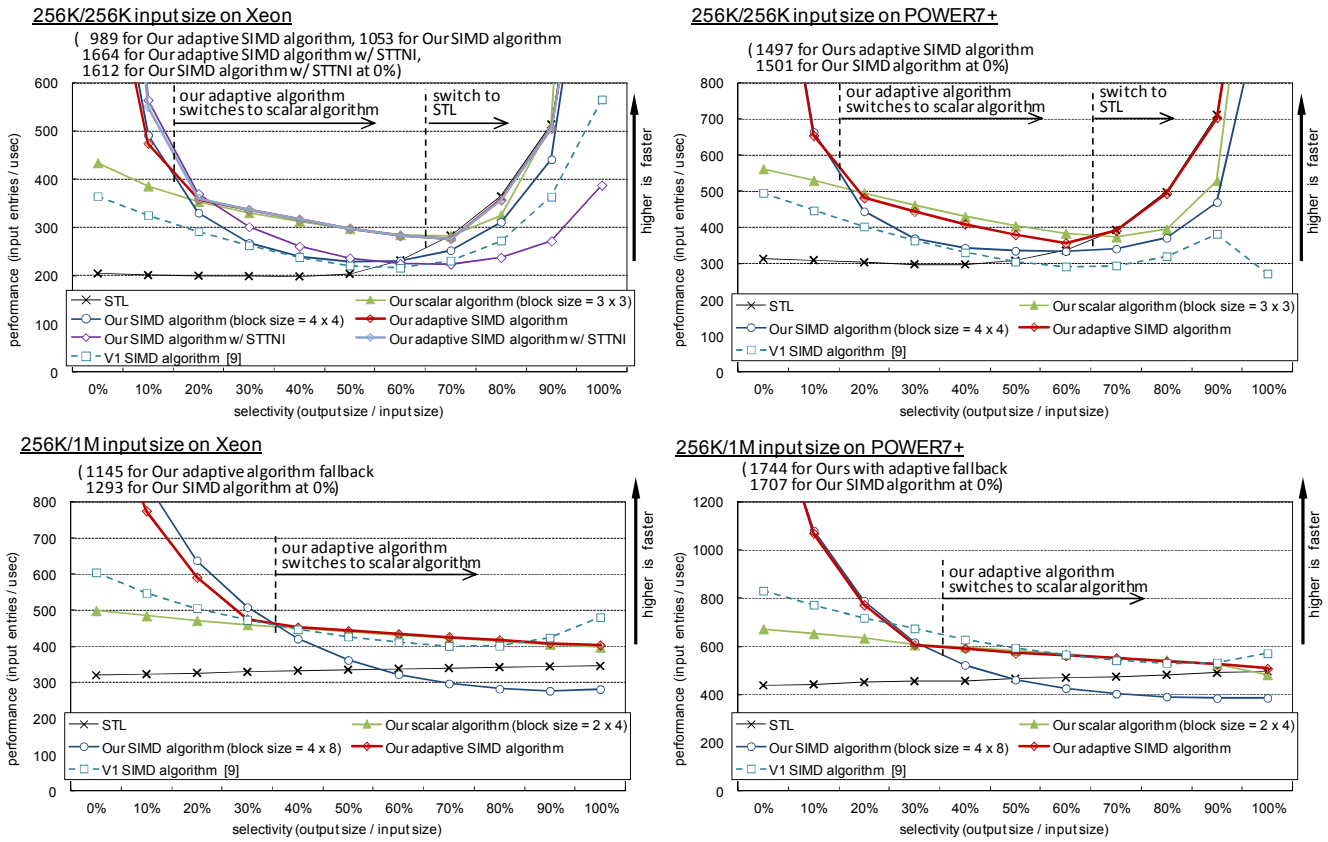 256K/256K input size on Xeon
( 989 for Our adaptive SIMD algorithm, 1053 for Our SIMD algorithm
1664 for Our adaptive SIMD algorithm w/ STTNI,
1612 for Our SIMD algorithm w/ STTNI at 0%)
performance (input entries / usec)
600
500
400
300
200
100
0
our adaptive algorithm
switches to scalar algorithm
switch to
STL
higher is faster
STL
Our scalar algorithm (block size = 3 x 3)
Our SIMD algorithm (block size = 4 x 4)
Our adaptive SIMD algorithm
Our SIMD algorithm w/ STTNI
Our adaptive SIMD algorithm w/ STTNI
V1 SIMD algorithm [9]
0% 10% 20% 30% 40% 50% 60% 70% 80% 90% 100%
selectivity (output size / input size)
256K/256K input size on POWER7+
( 1497 for Ours adaptive SIMD algorithm
1501 for Our SIMD algorithm at 0%)
performance (input entries / usec)
800
700
600
500
400
300
200
100
0
our adaptive algorithm
switches to scalar algorithm
switch to
STL
higher is faster
STL
Our scalar algorithm (block size = 3 x 3)
Our SIMD algorithm (block size = 4 x 4)
Our adaptive SIMD algorithm
V1 SIMD algorithm [9]
0% 10% 20% 30% 40% 50% 60% 70% 80% 90% 100%
selectivity (output size / input size)
256K/1M input size on Xeon
( 1145 for Our adaptive algorithm fallback
1293 for Our SIMD algorithm at 0%)
performance (input entries / usec)
800
700
600
500
400
300
200
100
0
our adaptive algorithm
switches to scalar algorithm
higher is faster
STL
Our scalar algorithm (block size = 2 x 4)
Our SIMD algorithm (block size = 4 x 8)
Our adaptive SIMD algorithm
V1 SIMD algorithm [9]
0% 10% 20% 30% 40% 50% 60% 70% 80% 90% 100%
selectivity (output size / input size)
256K/1M input size on POWER7+
( 1744 for Ours with adaptive fallback
1707 for Our SIMD algorithm at 0%)
performance (input entries / usec)
1200
1000
800
600
400
200
0
our adaptive algorithm
switches to scalar algorithm
higher is faster
STL
Our scalar algorithm (block size = 2 x 4)
Our SIMD algorithm (block size = 4 x 8)
Our adaptive SIMD algorithm
V1 SIMD algorithm [9]
0% 10% 20% 30% 40% 50% 60% 70% 80% 90% 100%
selectivity (output size / input size)